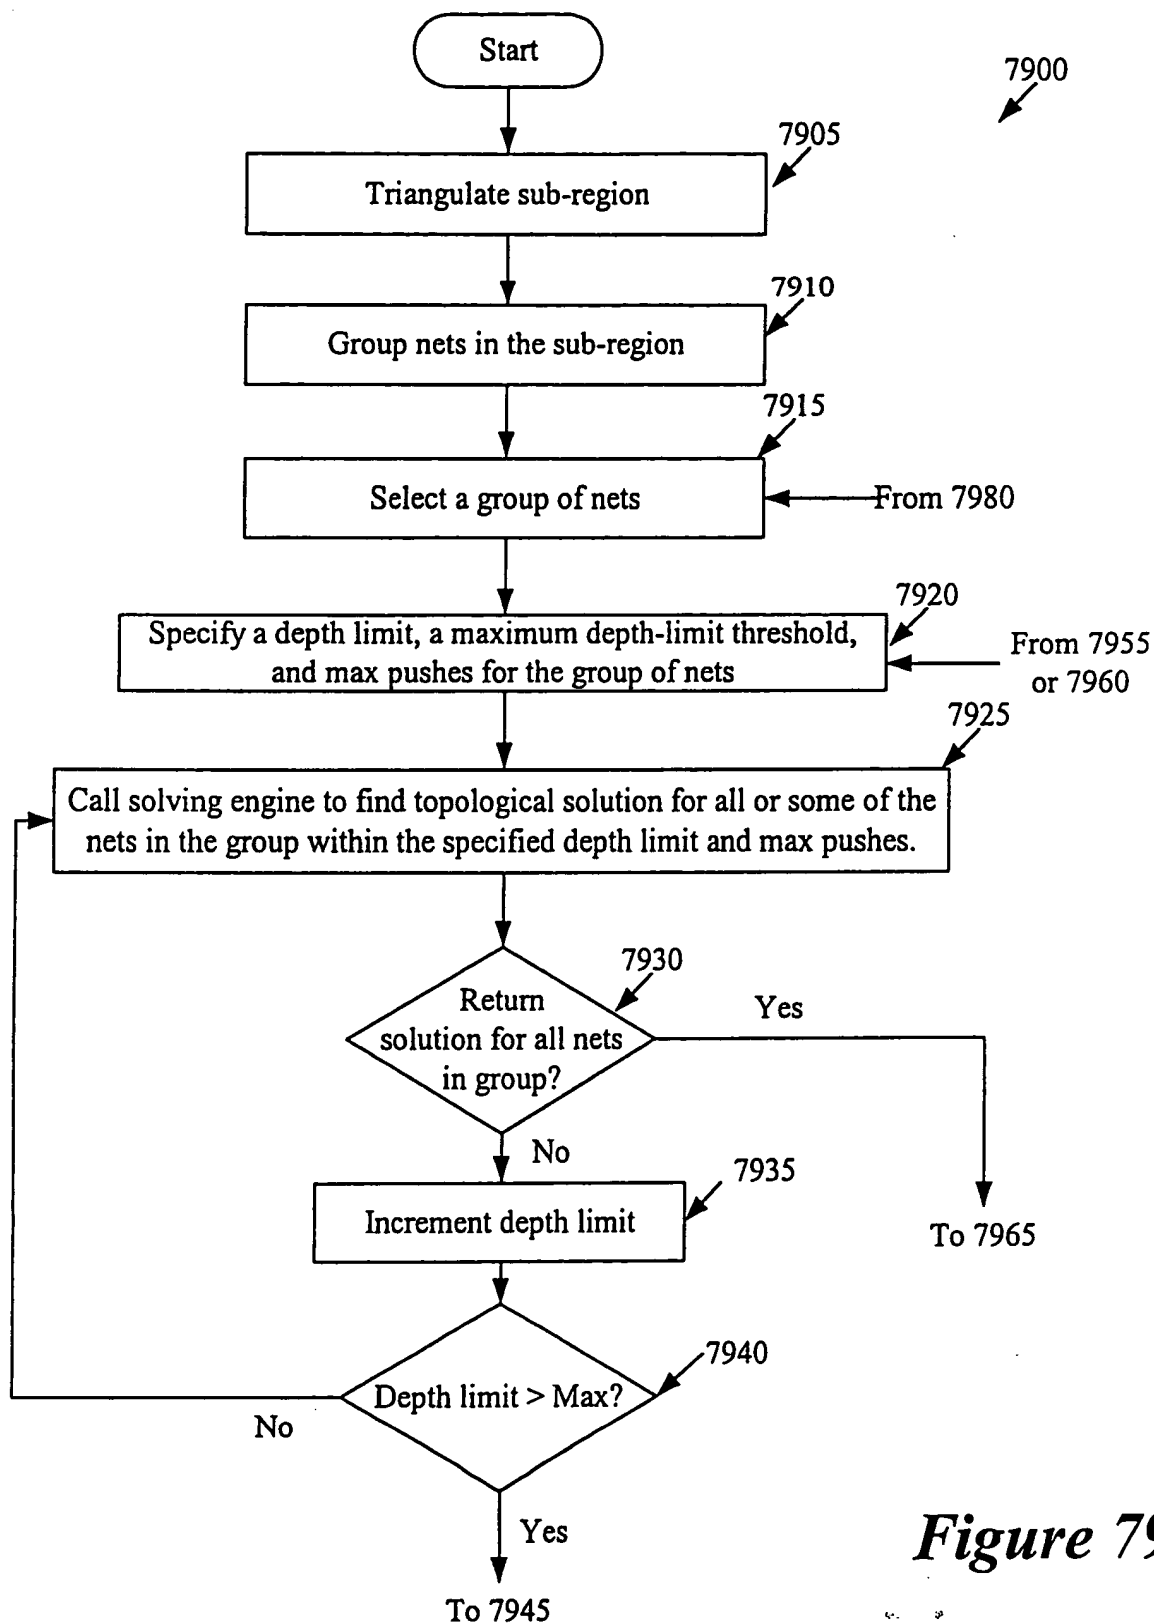 Start
7900
7905
Triangulate sub-region
7910
Group nets in the sub-region
7915
Select a group of nets
From 7980
7920
Specify a depth limit, a maximum depth-limit threshold,
and max pushes for the group of nets
From 7955
or 7960
7925
Call solving engine to find topological solution for all or some of the
nets in the group within the specified depth limit and max pushes.
7930
Return
solution for all nets
in group?
Yes
No
7935
Increment depth limit
To 7965
7940
Depth limit > Max?
No
Yes
To 7945
Figure 79